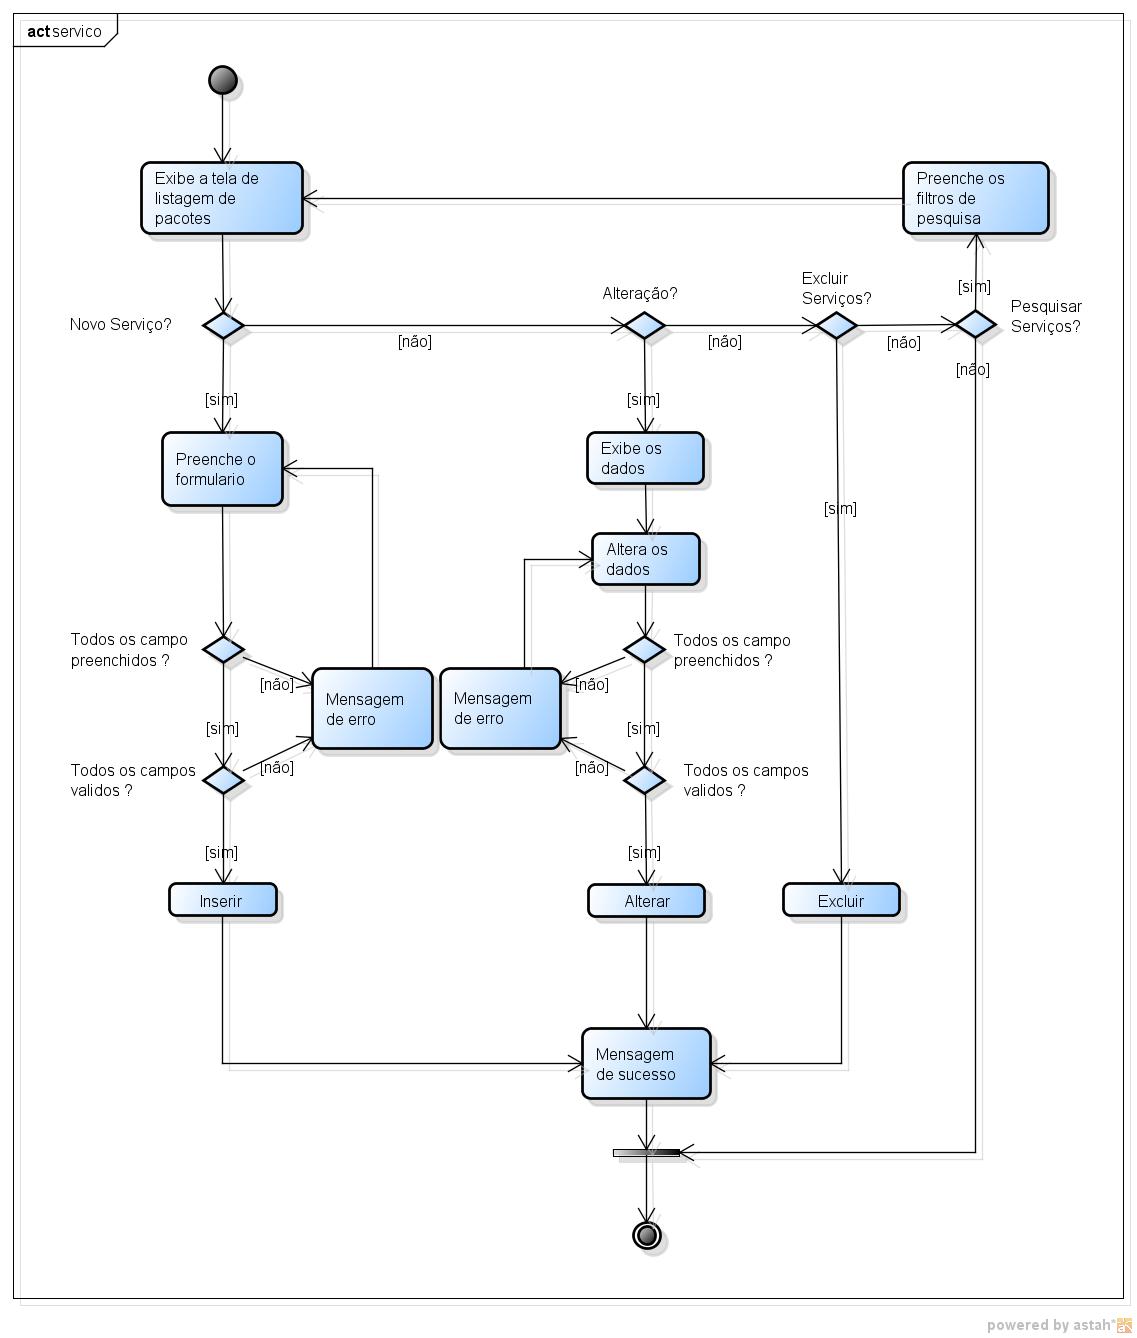 act servico
Exibe a tela de
listagem de
pacotes
Preenche os
filtros de
pesquisa
Novo Serviço?
[não]
Alteração?
[não]
Excluir
Serviços?
[não]
[sim]
Pesquisar
Serviços?
[não]
[sim]
[sim]
[sim]
Preenche o
formulario
Exibe os
dados
Altera os
dados
Todos os campo
preenchidos ?
[não]
[sim]
Mensagem
de erro
Mensagem
de erro
Todos os campo
preenchidos ?
[não]
[sim]
Todos os campos
validos ?
[não]
[sim]
Todos os campos
validos ?
[não]
[sim]
Inserir
Alterar
Excluir
Mensagem
de sucesso
powered by astah*